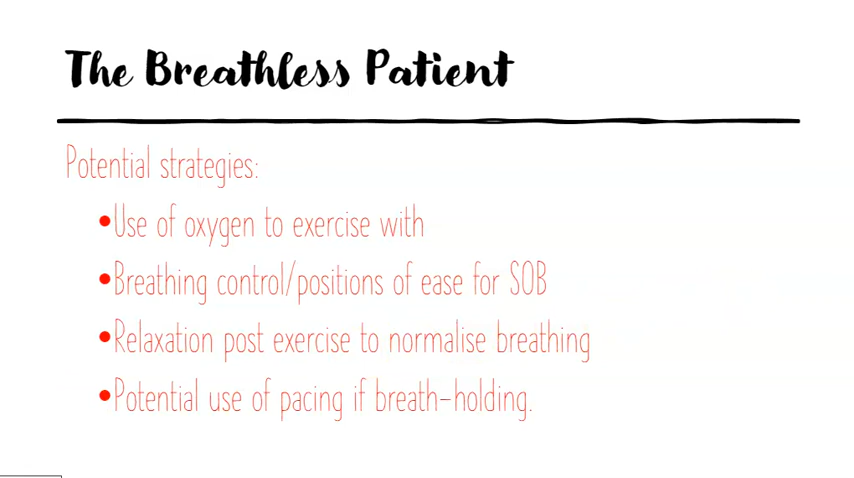 The Breathless Patient
Potential strategies:
•Use of oxygen to exercise with
•Breathing control/positions of ease for SOB
•Relaxation post exercise to normalise breathing
•Potential use of pacing if breath-holding.